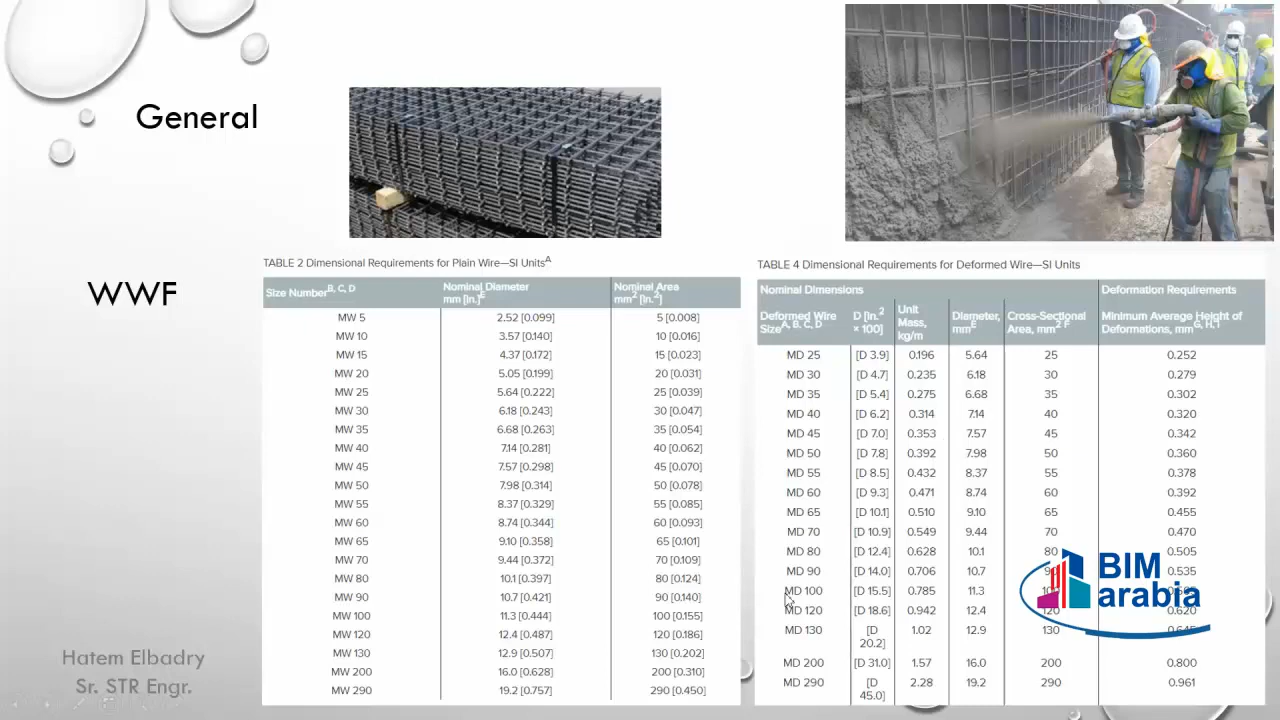 General
WWF
TABLE 2 Dimensional Requirements for Plain Wire—SI Units^A
Size Number^B, C, D Nominal Diameter mm [in.]^E Nominal Area mm² [in.²]
MW 5 2.52 [0.099] 5 [0.008]
MW 10 3.57 [0.140] 10 [0.016]
MW 15 4.37 [0.172] 15 [0.023]
MW 20 5.05 [0.199] 20 [0.031]
MW 25 5.64 [0.222] 25 [0.039]
MW 30 6.18 [0.243] 30 [0.047]
MW 35 6.68 [0.263] 35 [0.054]
MW 40 7.14 [0.281] 40 [0.062]
MW 45 7.57 [0.298] 45 [0.070]
MW 50 7.98 [0.314] 50 [0.078]
MW 55 8.37 [0.329] 55 [0.085]
MW 60 8.74 [0.344] 60 [0.093]
MW 65 9.10 [0.358] 65 [0.101]
MW 70 9.44 [0.372] 70 [0.109]
MW 80 10.1 [0.397] 80 [0.124]
MW 90 10.7 [0.421] 90 [0.140]
MW 100 11.3 [0.444] 100 [0.155]
MW 120 12.4 [0.487] 120 [0.186]
MW 130 12.9 [0.507] 130 [0.202]
MW 200 16.0 [0.628] 200 [0.310]
MW 290 19.2 [0.757] 290 [0.450]
TABLE 4 Dimensional Requirements for Deformed Wire—SI Units
Nominal Dimensions Deformation Requirements
Deformed Wire Size^A, B, C, D D [in.² × 100] Unit Mass, kg/m Diameter, mm^E Cross-Sectional Area, mm² ^F Minimum Average Height of Deformations, mm^G, H, I
MD 25 [D 3.9] 0.196 5.64 25 0.252
MD 30 [D 4.7] 0.235 6.18 30 0.279
MD 35 [D 5.4] 0.275 6.68 35 0.302
MD 40 [D 6.2] 0.314 7.14 40 0.320
MD 45 [D 7.0] 0.353 7.57 45 0.342
MD 50 [D 7.8] 0.392 7.98 50 0.360
MD 55 [D 8.5] 0.432 8.37 55 0.378
MD 60 [D 9.3] 0.471 8.74 60 0.392
MD 65 [D 10.1] 0.510 9.10 65 0.455
MD 70 [D 10.9] 0.549 9.44 70 0.470
MD 80 [D 12.4] 0.628 10.1 80 0.505
MD 90 [D 14.0] 0.706 10.7 0.535
MD 100 [D 15.5] 0.785 11.3
MD 120 [D 18.6] 0.942 12.4 120 0.620
MD 130 [D 20.2] 1.02 12.9 130
MD 200 [D 31.0] 1.57 16.0 200 0.800
MD 290 [D 45.0] 2.28 19.2 290 0.961
BIM
arabia
Hatem Elbadry
Sr. STR Engr.